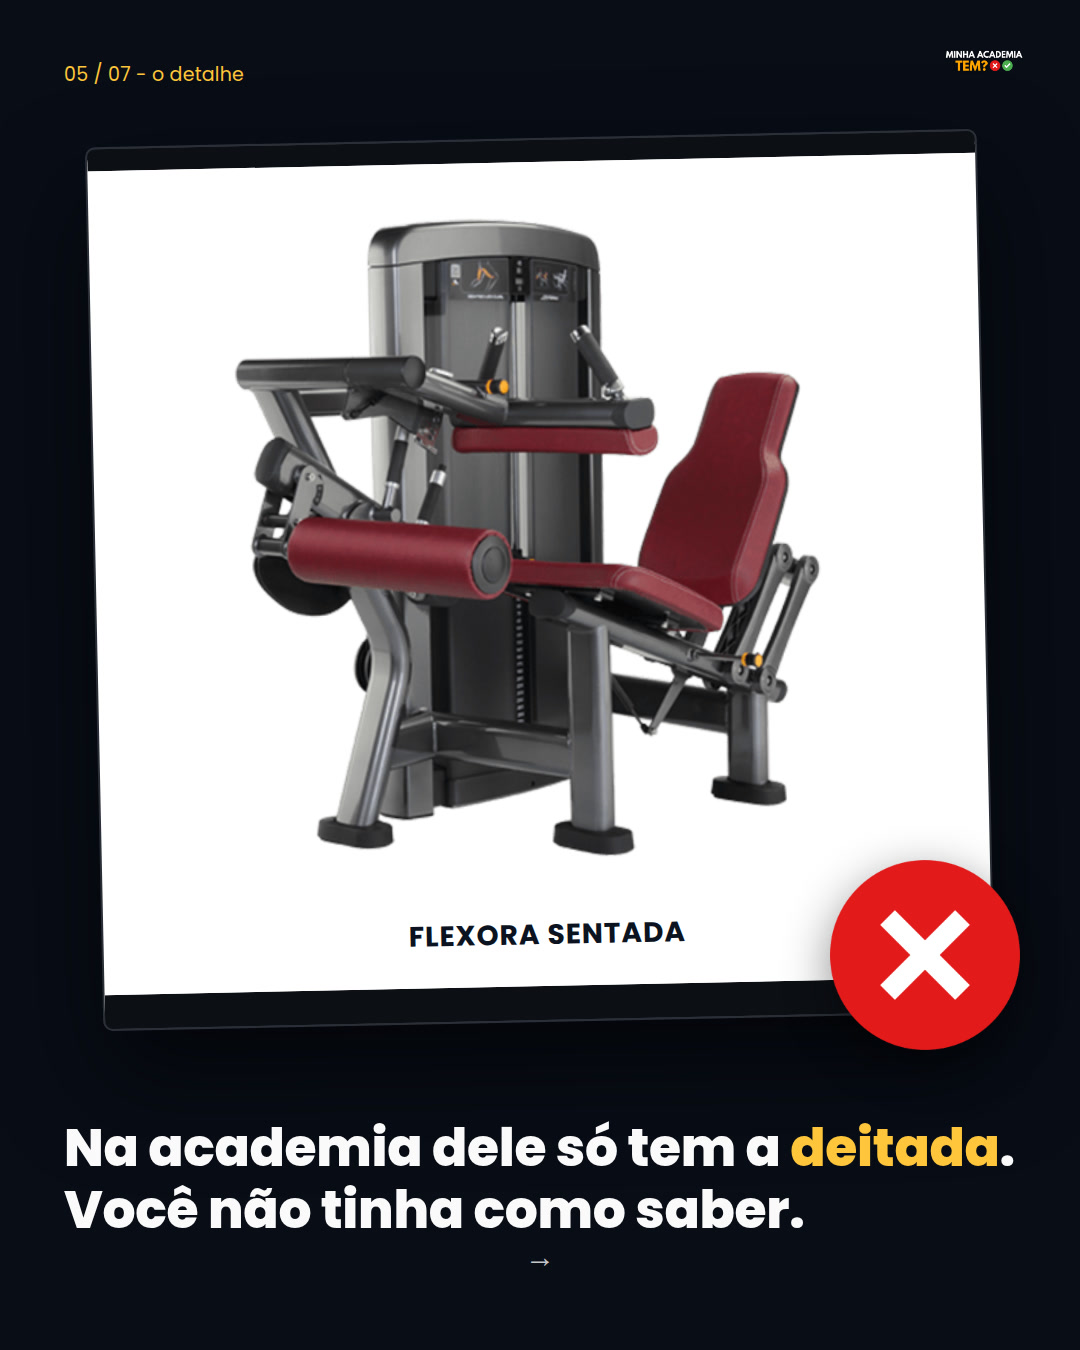 05 / 07 - o detalhe
MINHA ACADEMIA
TEM?
FLEXORA SENTADA
Na academia dele só tem a deitada.
Você não tinha como saber.
→